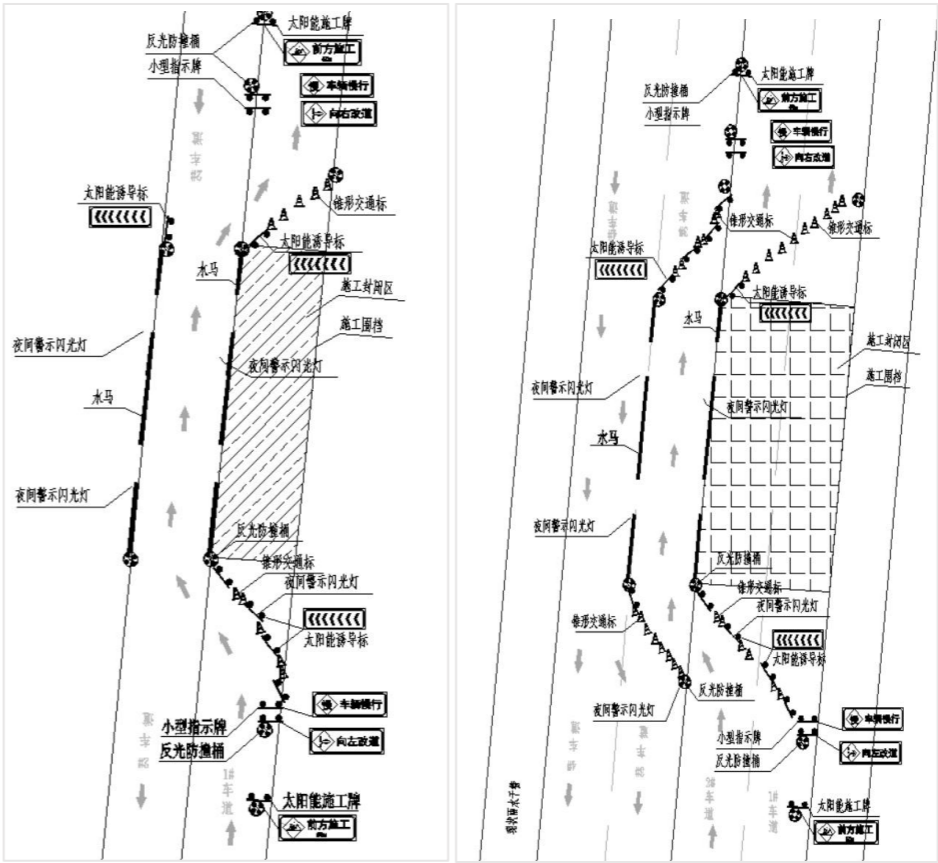 太阳能施工牌
反光防撞桶
前方施工
小型指示牌
车辆慢行
慢
向右改道
太阳能诱导标
锥形交通标
太阳能诱导标
水马
施工封闭区
施工围挡
夜间警示闪光灯
夜间警示闪光灯
水马
夜间警示闪光灯
反光防撞桶
锥形交通标
夜间警示闪光灯
太阳能诱导标
小型指示牌
慢
车辆慢行
反光防撞桶
向左改道
1#
车道
太阳能施工牌
前方施工
太阳能施工牌
反光防撞桶
前方施工
小型指示牌
慢
车辆慢行
向左改道
锥形交通标
锥形交通标
太阳能诱导标
太阳能诱导标
水马
施工封闭区
施工围挡
夜间警示闪光灯
夜间警示闪光灯
水马
夜间警示闪光灯
反光防撞桶
锥形交通标
夜间警示闪光灯
锥形交通标
太阳能诱导标
反光防撞桶
夜间警示闪光灯
小型指示牌
慢
车辆慢行
反光防撞桶
向左改道
车道
1#
车道
太阳能施工牌
前方施工